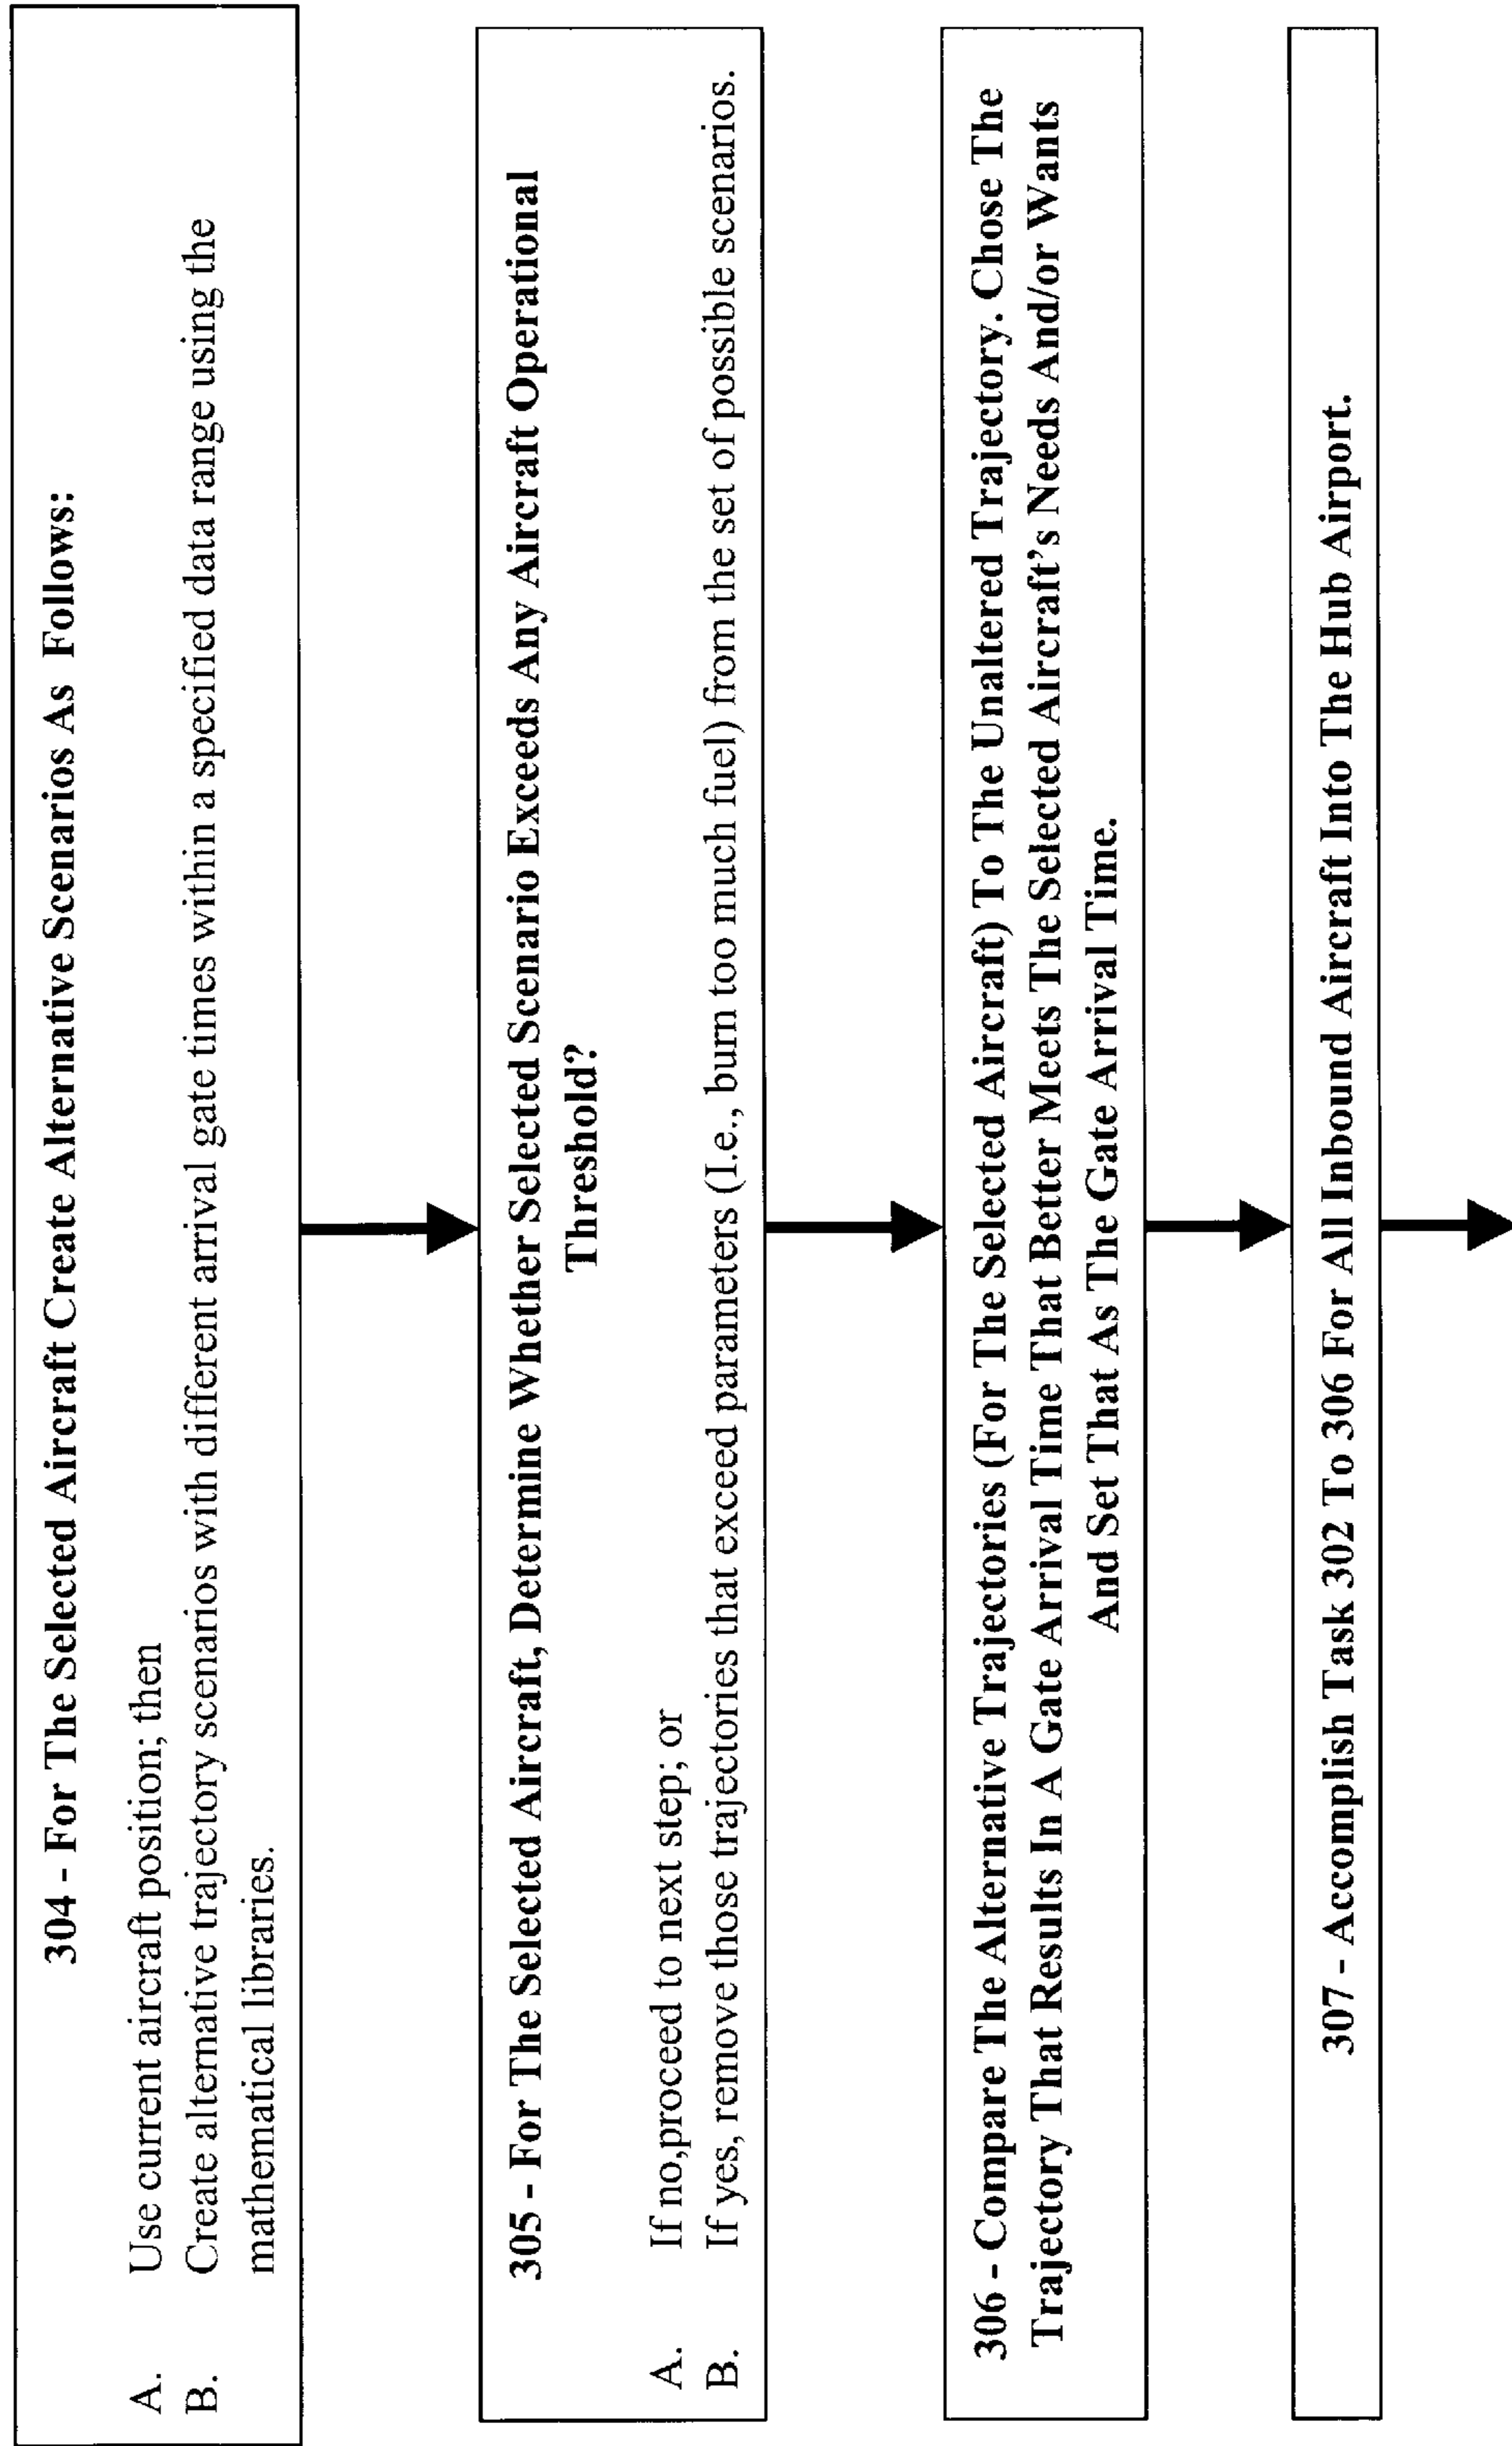 304 - For The Selected Aircraft Create Alternative Scenarios As Follows:
A. Use current aircraft position; then
B. Create alternative trajectory scenarios with different arrival gate times within a specified data range using the
mathematical libraries.
305 - For The Selected Aircraft, Determine Whether Selected Scenario Exceeds Any Aircraft Operational
Threshold?
A. If no,proceed to next step; or
B. If yes, remove those trajectories that exceed parameters (I.e., burn too much fuel) from the set of possible scenarios.
306 - Compare The Alternative Trajectories (For The Selected Aircraft) To The Unaltered Trajectory. Chose The
Trajectory That Results In A Gate Arrival Time That Better Meets The Selected Aircraft's Needs And/or Wants
And Set That As The Gate Arrival Time.
307 - Accomplish Task 302 To 306 For All Inbound Aircraft Into The Hub Airport.